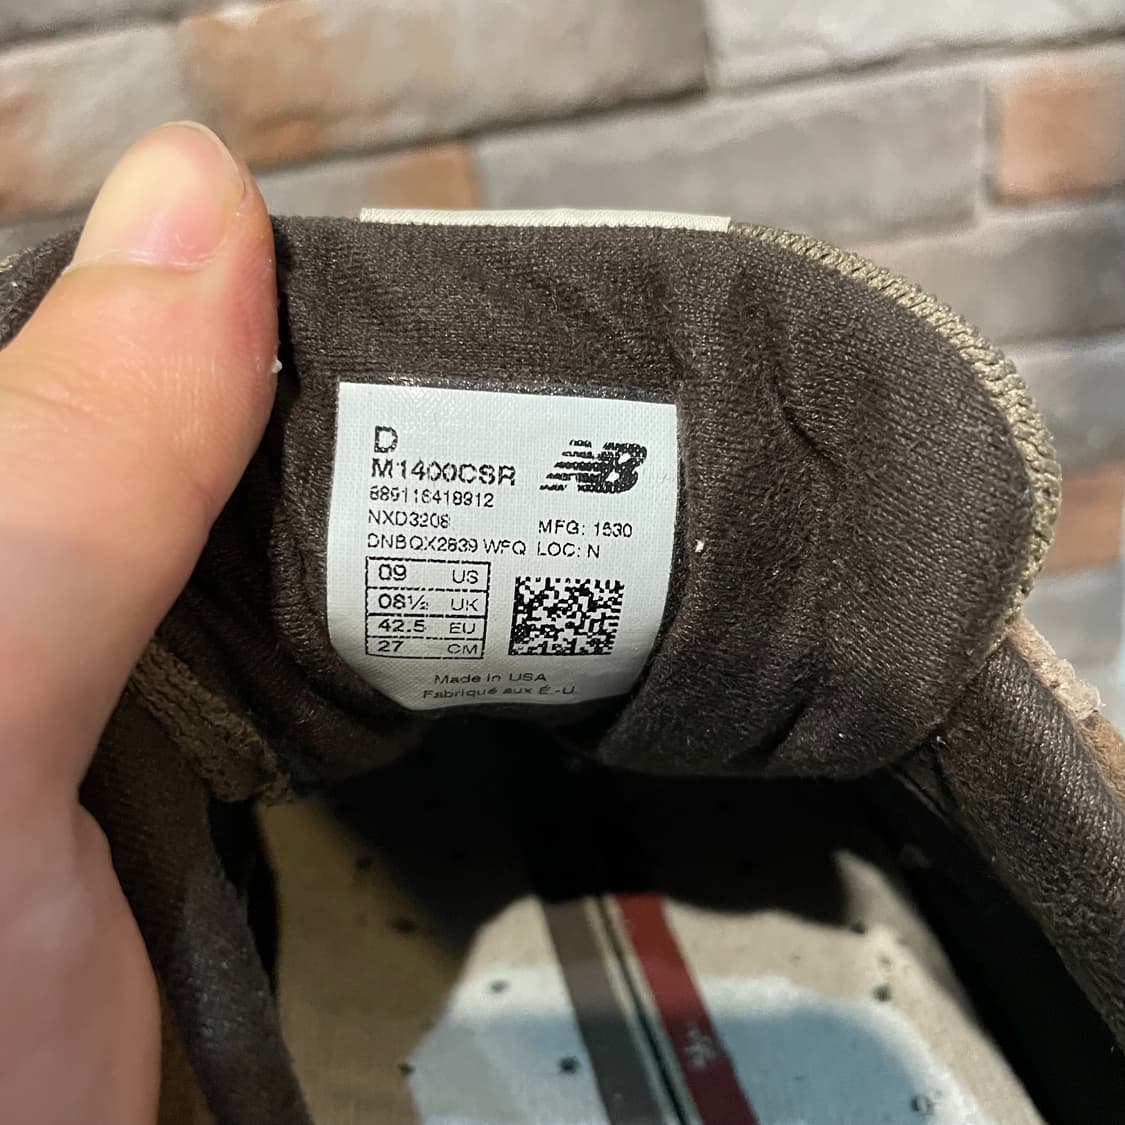 D
M1400CSR
NB
889116418912
NXD3208
MFG: 1530
DNBQX2639 WFQ LOC: N
09 US
08½ UK
42.5 EU
27 CM
Made in USA
Fabriqué aux É.-U.